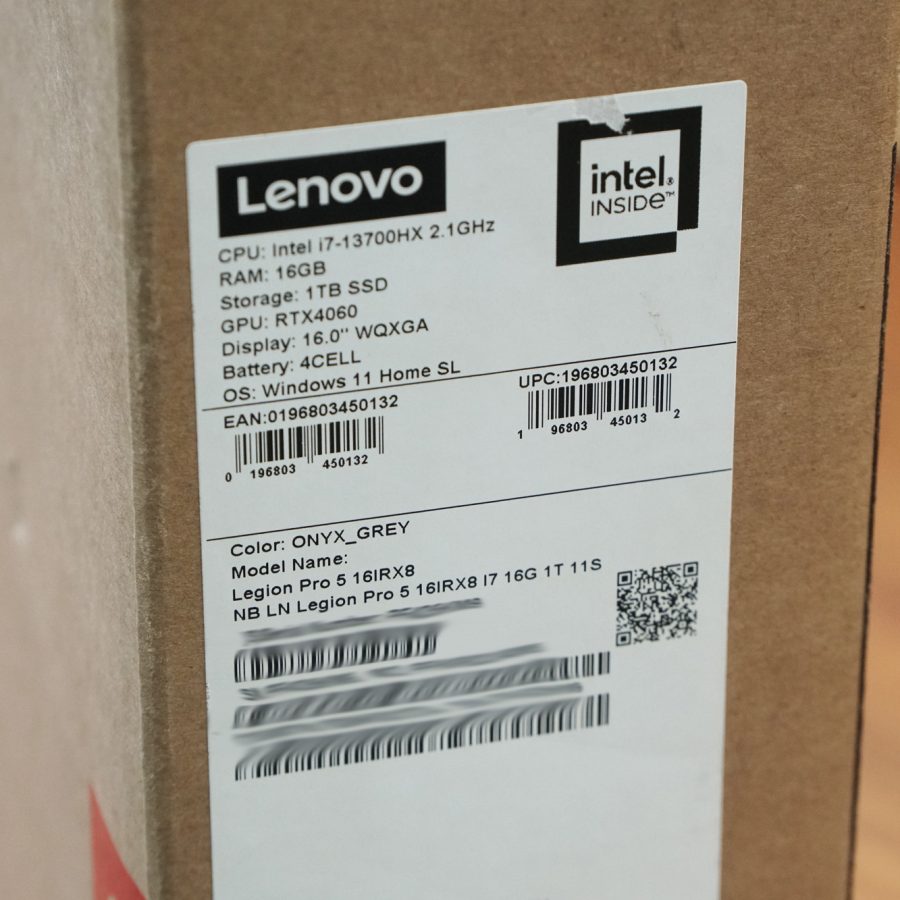 Lenovo
intel®
INSIDE™
CPU: Intel i7-13700HX 2.1GHz
RAM: 16GB
Storage: 1TB SSD
GPU: RTX4060
Display: 16.0" WQXGA
Battery: 4CELL
OS: Windows 11 Home SL
EAN:0196803450132
0 196803 450132
UPC:196803450132
1 96803 45013 2
Color: ONYX_GREY
Model Name:
Legion Pro 5 16IRX8
NB LN Legion Pro 5 16IRX8 I7 16G 1T 11S